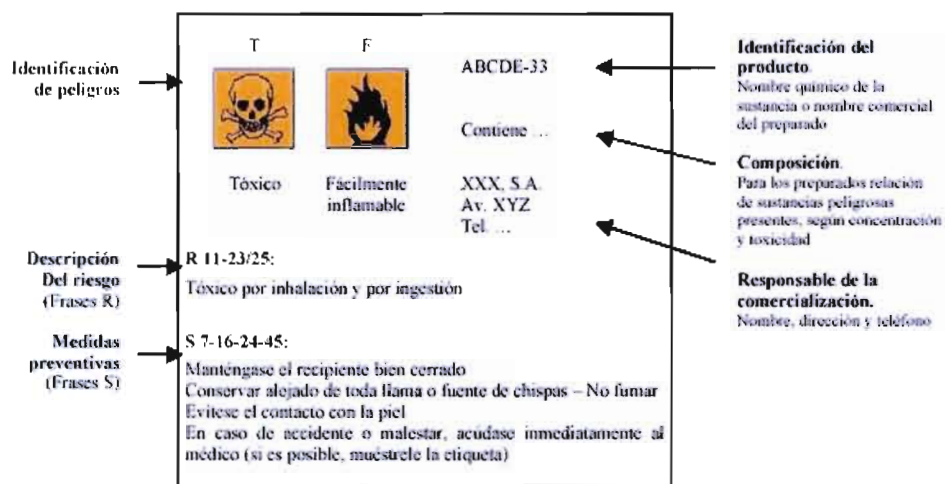 Identificación
de peligros
T
F
Tóxico
Fácilmente
inflamable
ABCDE-33
Contiene ...
XXX, S.A.
Av. XYZ
Tel. ...
Identificación del
producto.
Nombre químico de la
sustancia o nombre comercial
del preparado
Composición.
Para los preparados relación
de sustancias peligrosas
presentes, según concentración
y toxicidad
Responsable de la
comercialización.
Nombre, dirección y teléfono
Descripción
Del riesgo
(Frases R)
R 11-23/25:
Tóxico por inhalación y por ingestión
Medidas
preventivas
(Frases S)
S 7-16-24-45:
Manténgase el recipiente bien cerrado
Conservar alejado de toda llama o fuente de chispas – No fumar
Evitese el contacto con la piel
En caso de accidente o malestar, acúdase inmediatamente al
médico (si es posible, muéstrele la etiqueta)